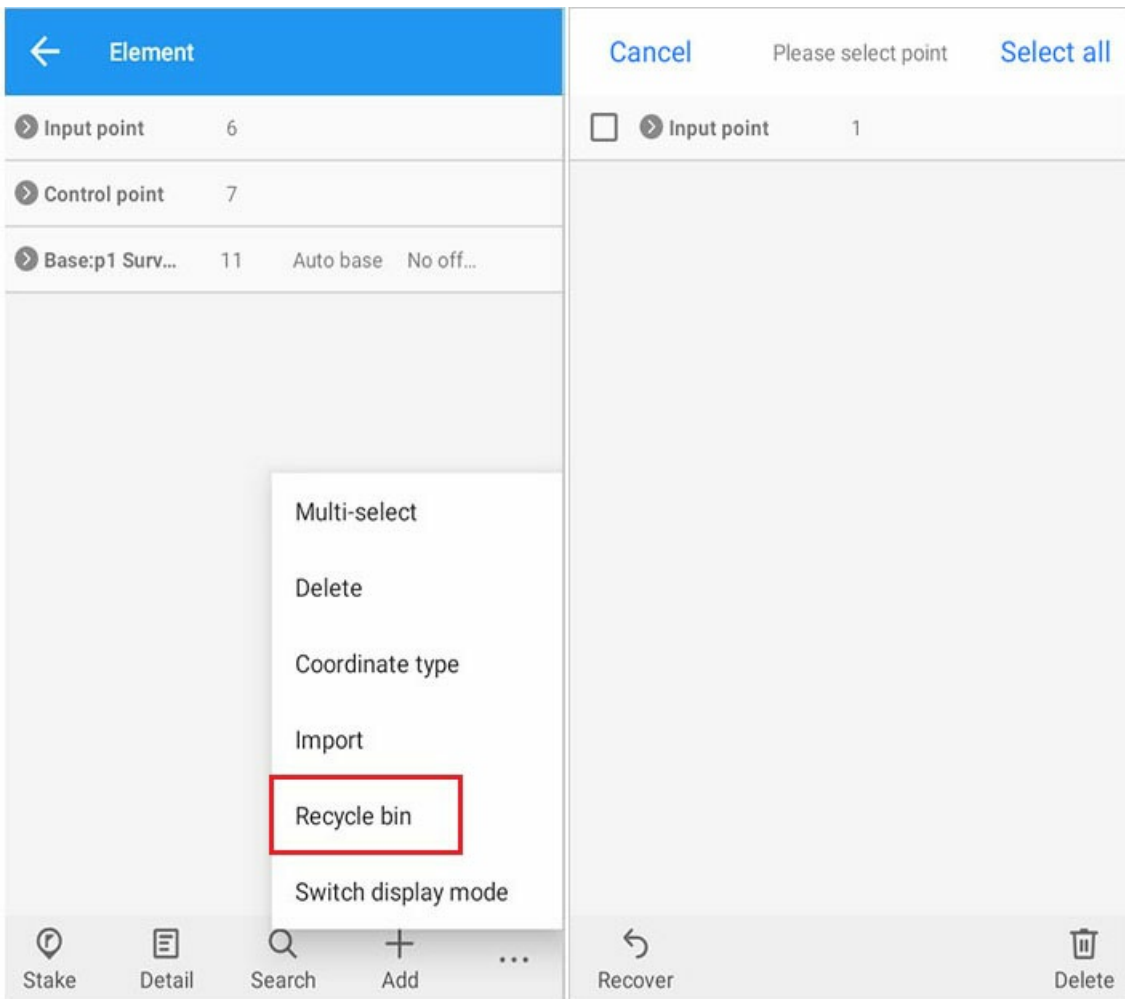 Element
Input point 6
Control point 7
Base:p1 Surv... 11 Auto base No off...
Multi-select
Delete
Coordinate type
Import
Recycle bin
Switch display mode
Stake Detail Search Add ...
Cancel Please select point Select all
Input point 1
Recover Delete